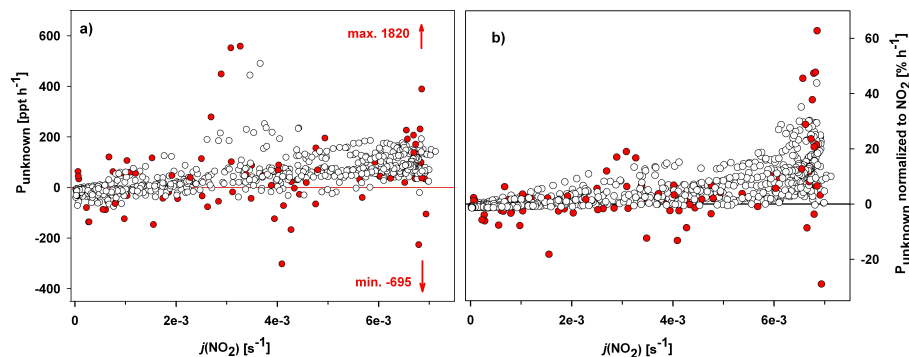 a)
max. 1820
600
400
200
0
-200
-400
P_unknown [ppt h⁻¹]
min. -695
0
2e-3
4e-3
6e-3
j(NO₂) [s⁻¹]
b)
60
40
20
0
-20
P_unknown normalized to NO₂ [% h⁻¹]
0
2e-3
4e-3
6e-3
j(NO₂) [s⁻¹]